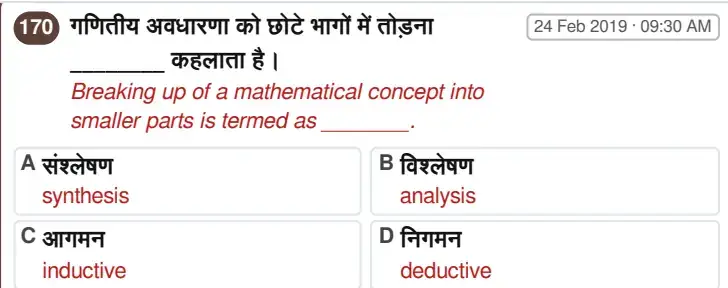 170 गणितीय अवधारणा को छोटे भागों में तोड़ना 24 Feb 2019 · 09:30 AM
________ कहलाता है।
Breaking up of a mathematical concept into
smaller parts is termed as ________.
A संश्लेषण B विश्लेषण
synthesis analysis
C आगमन D निगमन
inductive deductive